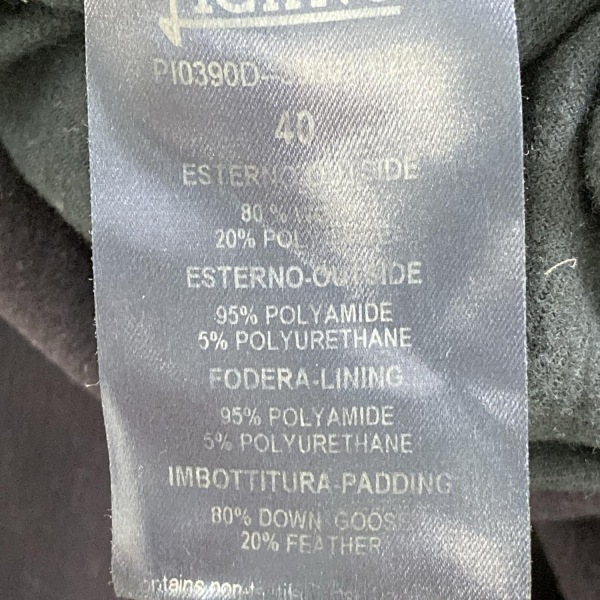 PI0390D-
40
ESTERNO-OUTSIDE
80 %
20%
ESTERNO-OUTSIDE
95% POLYAMIDE
5% POLYURETHANE
FODERA-LINING
95% POLYAMIDE
5% POLYURETHANE
IMBOTTITURA-PADDING
80% DOWN GOOSE
20% FEATHER